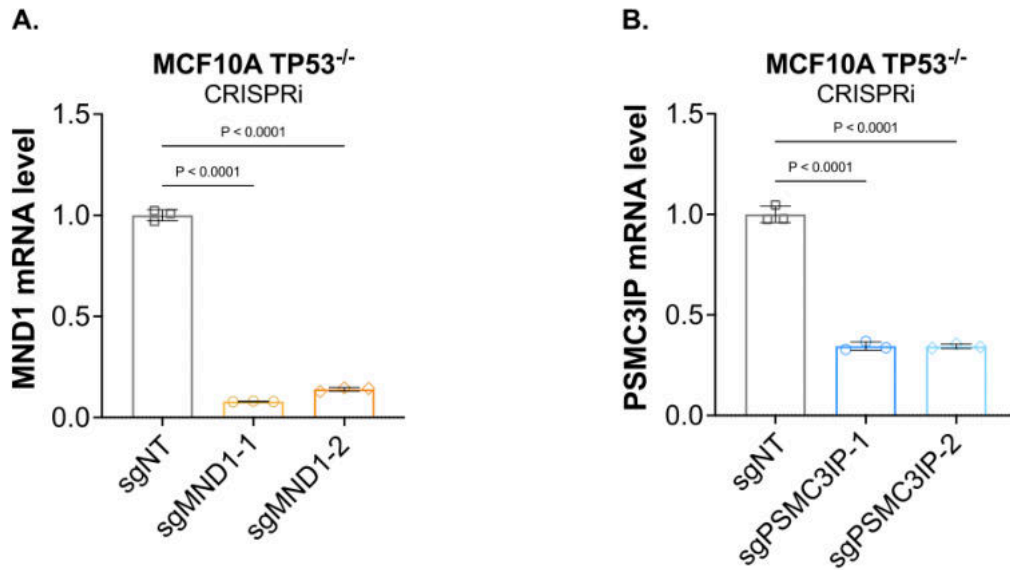 A.
MCF10A TP53-/-
CRISPRi
MND1 mRNA level
1.5
1.0
0.5
0.0
P < 0.0001
P < 0.0001
sgNT
sgMND1-1
sgMND1-2
B.
MCF10A TP53-/-
CRISPRi
PSMC3IP mRNA level
1.5
1.0
0.5
0.0
P < 0.0001
P < 0.0001
sgNT
sgPSMC3IP-1
sgPSMC3IP-2